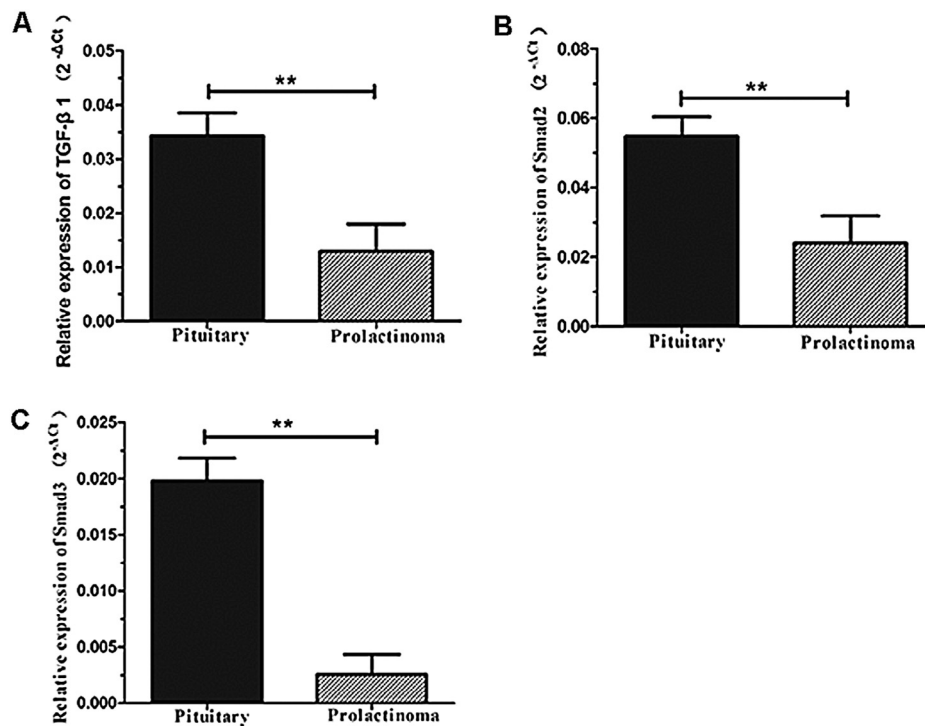 A
Relative expression of TGF-β 1 (2 -ΔCt)
0.05
0.04
0.03
0.02
0.01
0.00
**
Pituitary
Prolactinoma
B
Relative expression of Smad2 (2 -ΔCt)
0.08
0.06
0.04
0.02
0.00
**
Pituitary
Prolactinoma
C
Relative expression of Smad3 (2-ΔCt)
0.025
0.020
0.015
0.010
0.005
0.000
**
Pituitary
Prolactinoma